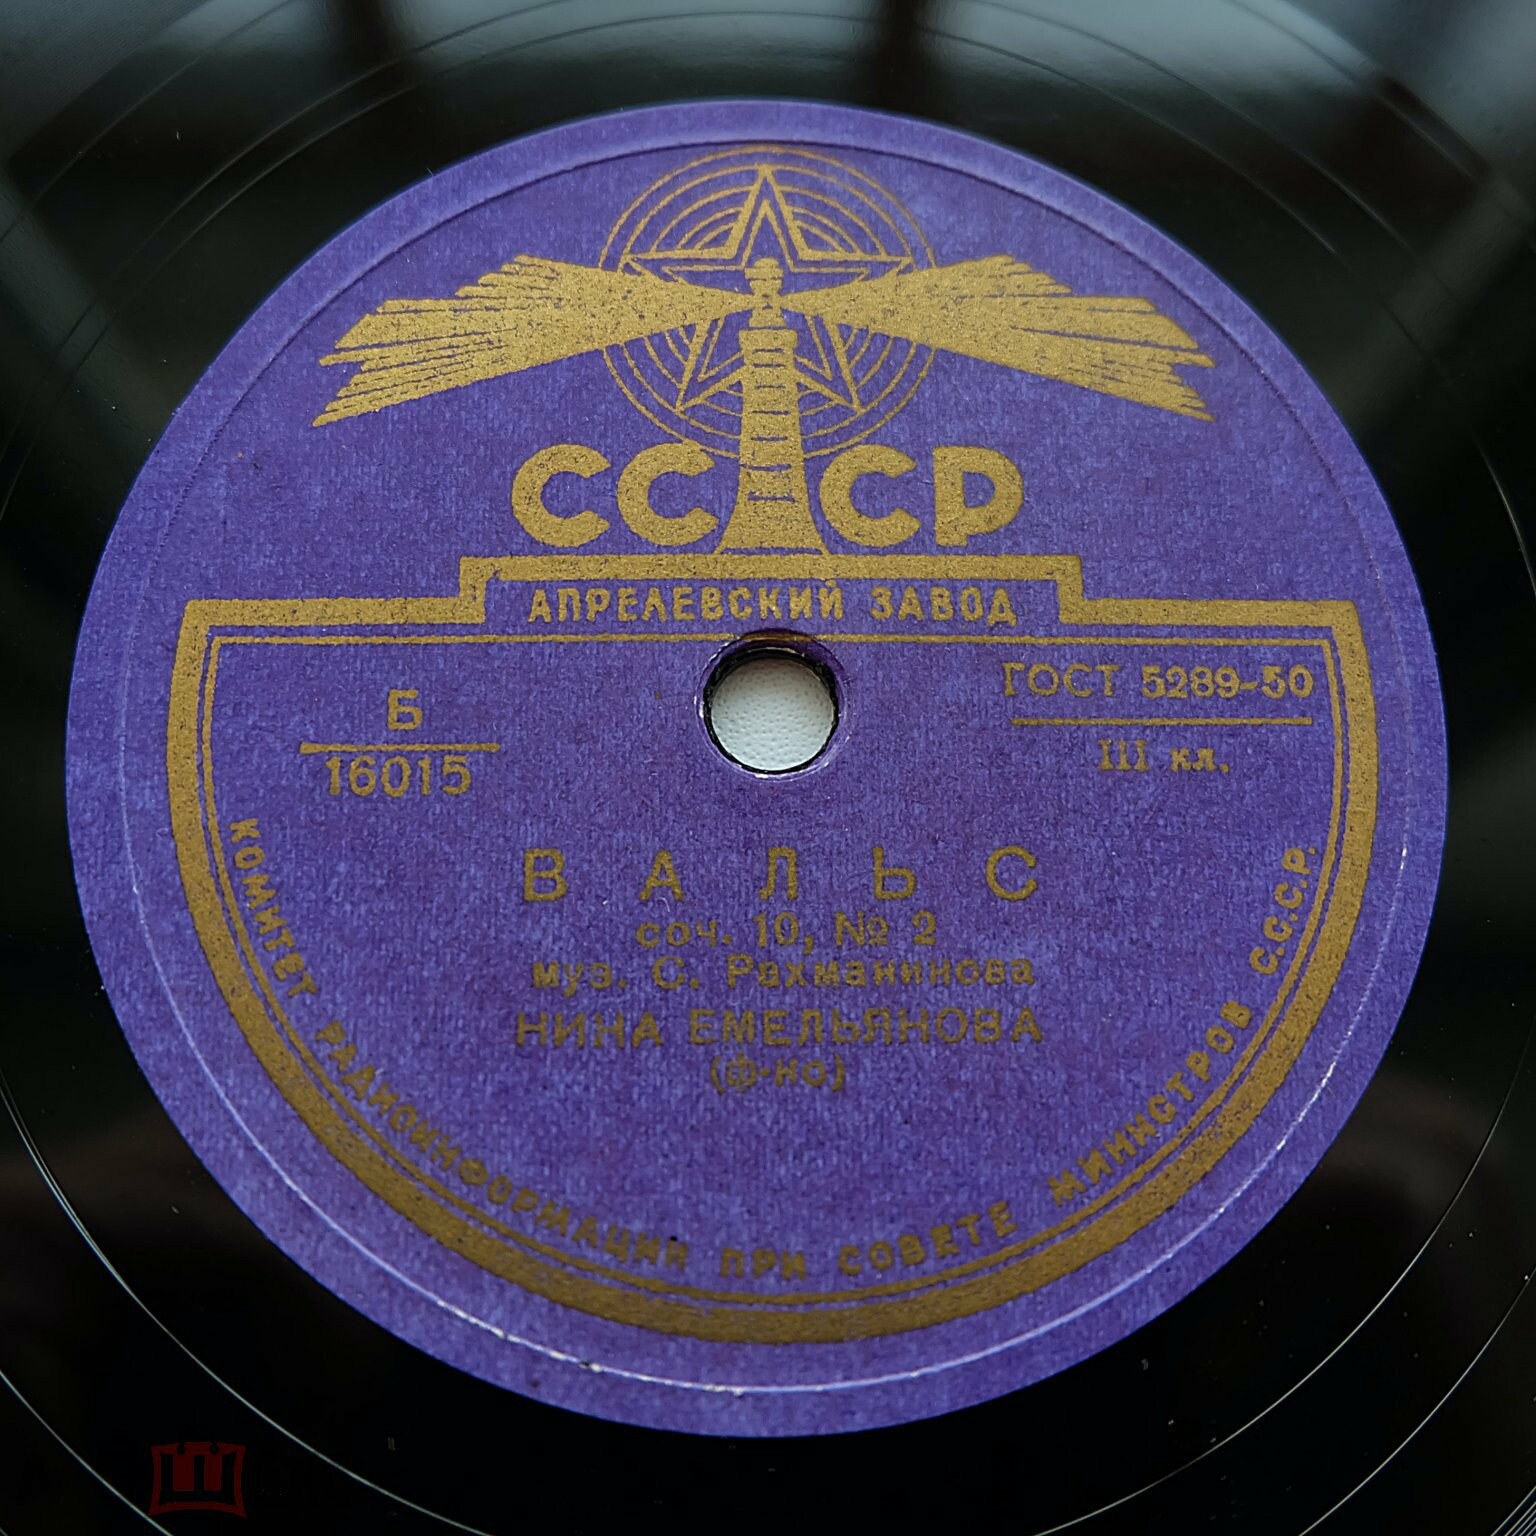 СССР
АПРЕЛЕВСКИЙ ЗАВОД
Б
16015
ГОСТ 5289-50
III кл.
ВАЛЬС
соч. 10, № 2
муз. С. Рахманинова
НИНА ЕМЕЛЬЯНОВА
(ф-но)
КОМИТЕТ РАДИОИНФОРМАЦИИ ПРИ СОВЕТЕ МИНИСТРОВ С.С.С.Р.